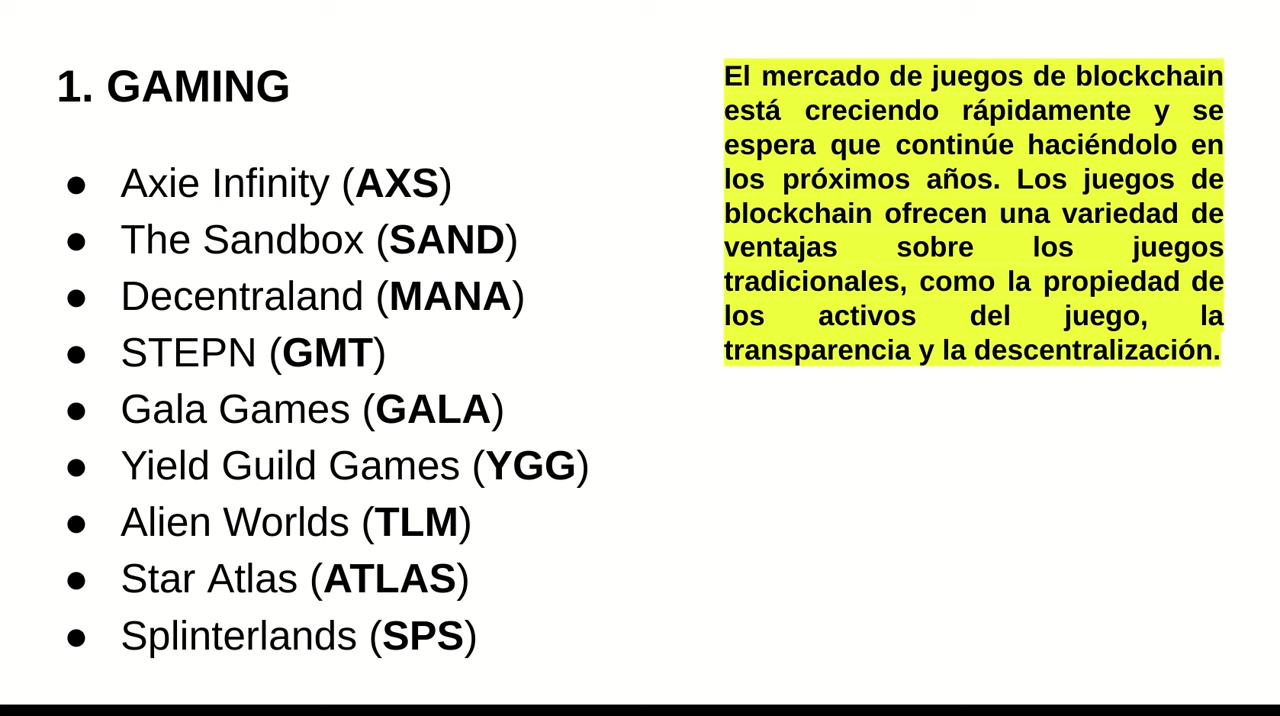 1. GAMING
● Axie Infinity (AXS)
● The Sandbox (SAND)
● Decentraland (MANA)
● STEPN (GMT)
● Gala Games (GALA)
● Yield Guild Games (YGG)
● Alien Worlds (TLM)
● Star Atlas (ATLAS)
● Splinterlands (SPS)
El mercado de juegos de blockchain
está creciendo rápidamente y se
espera que continúe haciéndolo en
los próximos años. Los juegos de
blockchain ofrecen una variedad de
ventajas sobre los juegos
tradicionales, como la propiedad de
los activos del juego, la
transparencia y la descentralización.